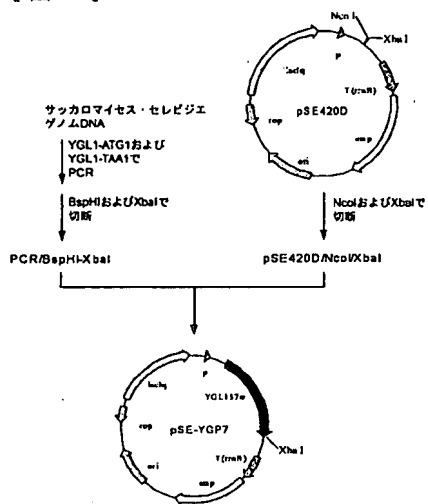 Nco I
Xba I
P
lacIq
T(rrnB)
pSE420D
rop
amp
ori
サッカロマイセス・セレビジエ
ゲノムDNA
YGL1-ATG1および
YGL1-TAA1で
PCR
BspHIおよびXbaIで
切断
NcoIおよびXbaIで
切断
PCR/BspHI-XbaI
pSE420D/NcoI/XbaI
P
lacIq
YGL157w
rop
pSE-YGP7
Xba I
T(rrnB)
ori
amp